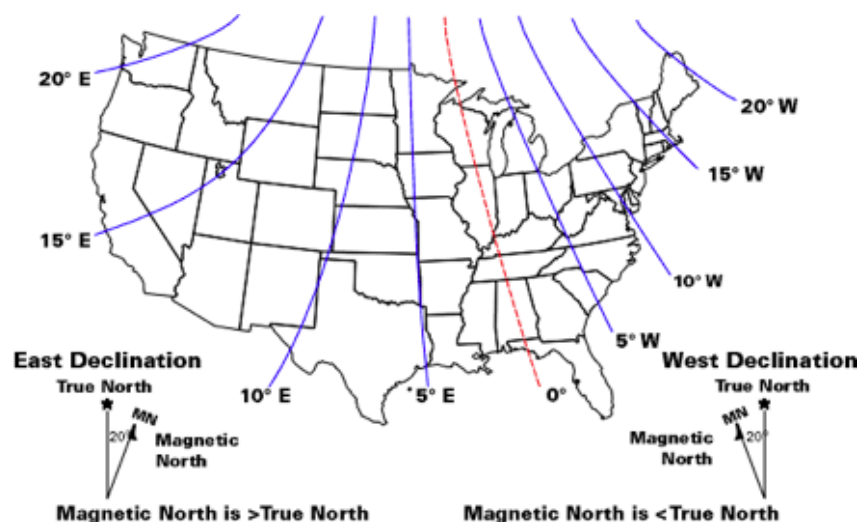 20° E
20° W
15° W
15° E
10° W
5° W
East Declination
True North
MN
20°
Magnetic
North
10° E
*5° E
0°
West Declination
True North
MN
20°
Magnetic
North
Magnetic North is >True North
Magnetic North is <True North